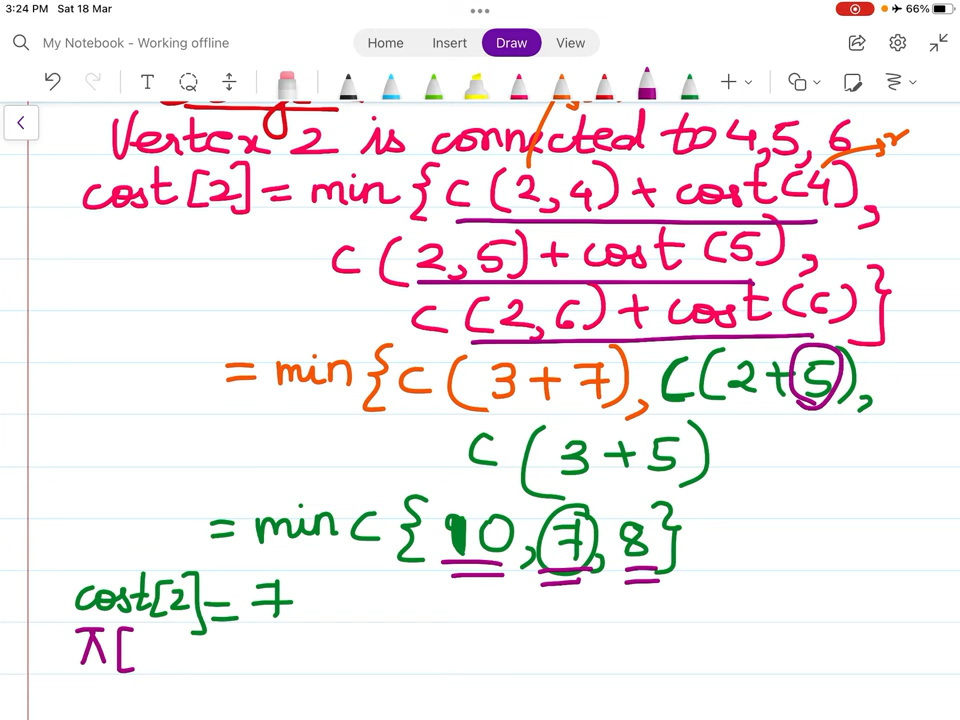 3:24 PM Sat 18 Mar
66%
My Notebook - Working offline
Home Insert Draw View
Vertex 2 is connected to 4,5,6
cost [2] = min {C (2,4) + cost (4),
C (2,5) + cost (5),
C (2,6) + cost (6)}
= min {C (3+7), C (2+5),
C (3+5)
= min C {10, 7, 8}
cost[2] = 7
π [